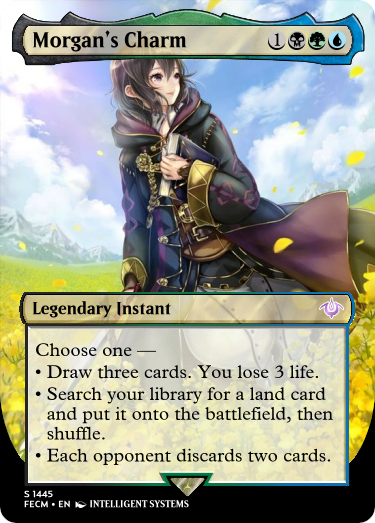 Morgan's Charm 1
Legendary Instant
Choose one —
• Draw three cards. You lose 3 life.
• Search your library for a land card
and put it onto the battlefield, then
shuffle.
• Each opponent discards two cards.
S 1445
FECM • EN INTELLIGENT SYSTEMS